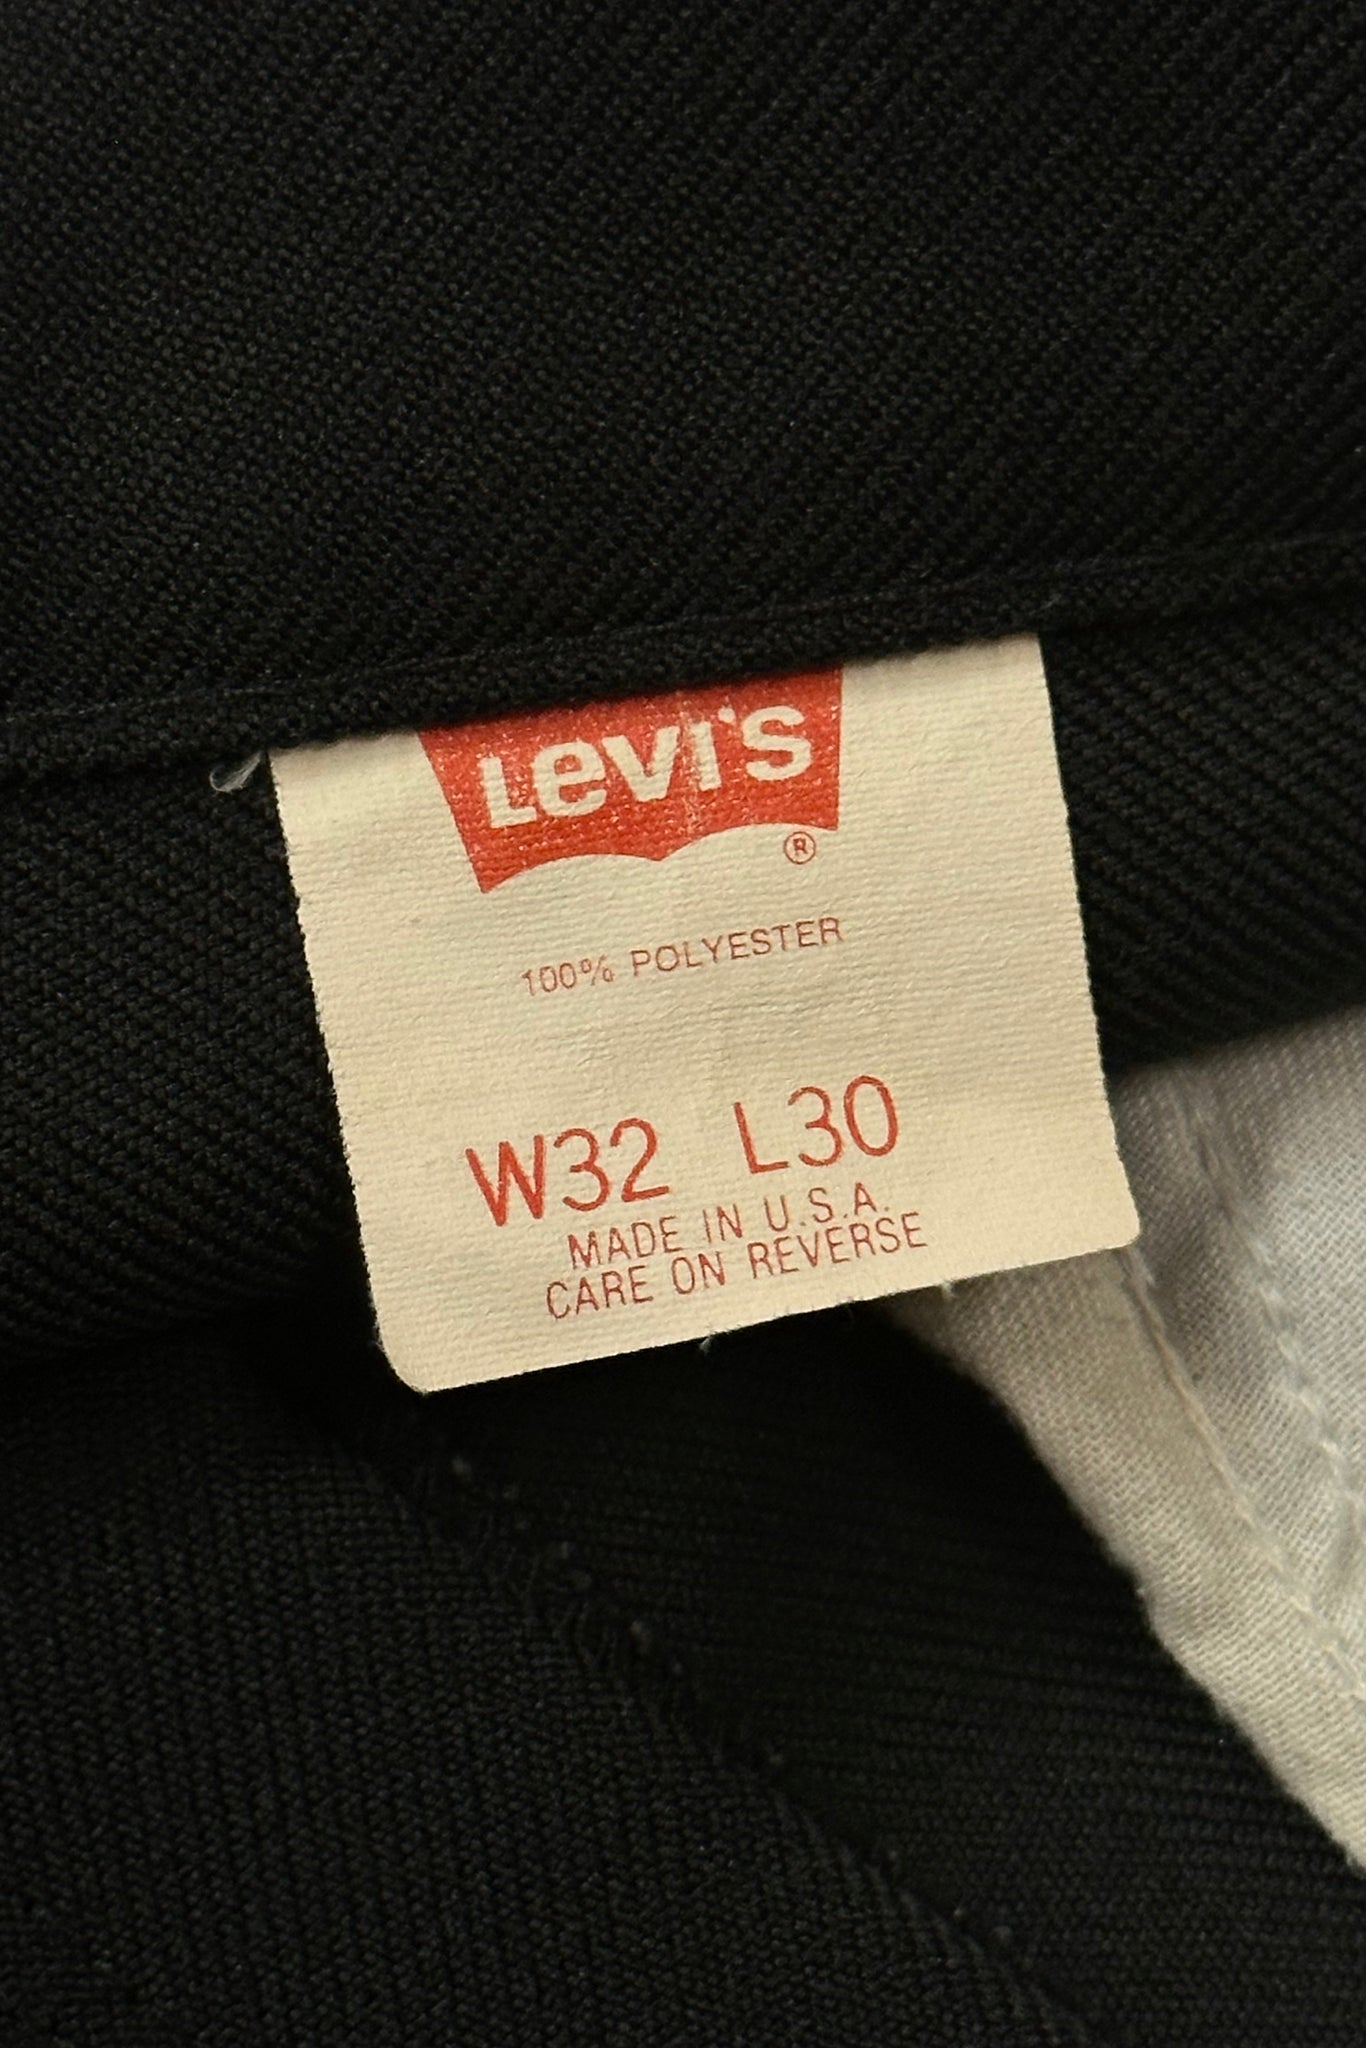 Levi's
®
100% POLYESTER
W32 L30
MADE IN U.S.A.
CARE ON REVERSE